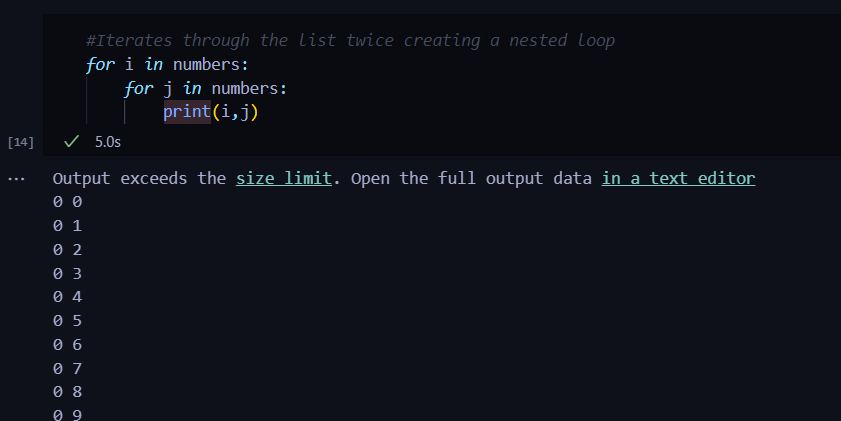 #Iterates through the list twice creating a nested loop
for i in numbers:
for j in numbers:
print(i,j)
[14] ✓ 5.0s
... Output exceeds the size limit. Open the full output data in a text editor
0 0
0 1
0 2
0 3
0 4
0 5
0 6
0 7
0 8
0 9